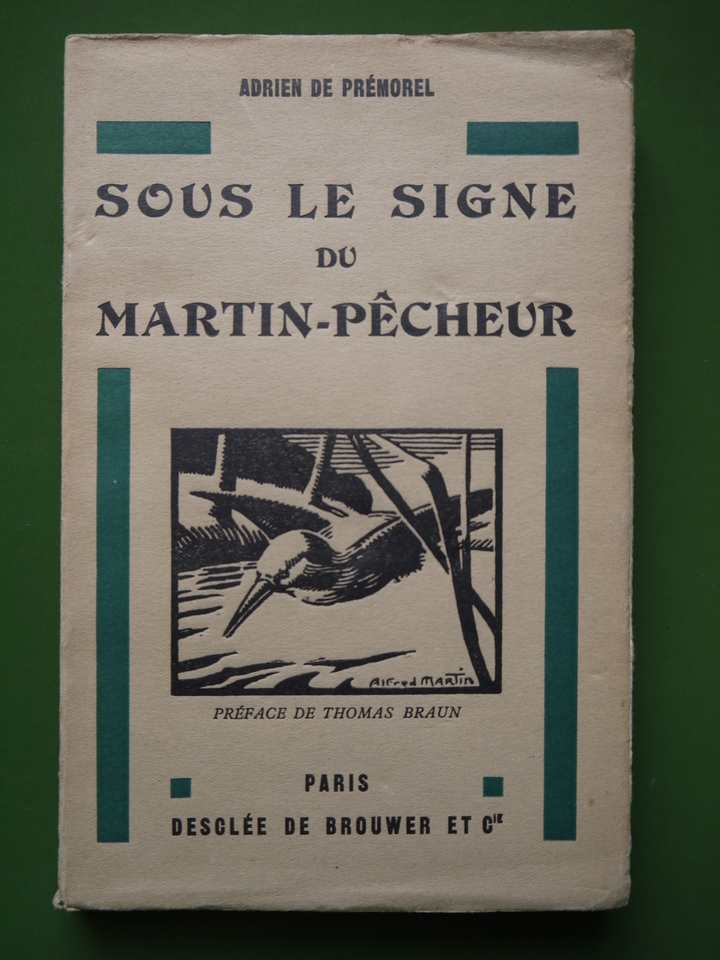 ADRIEN DE PRÉMOREL
SOUS LE SIGNE
DU
MARTIN-PÊCHEUR
Alfred MARTIN
PRÉFACE DE THOMAS BRAUN
PARIS
DESCLÉE DE BROUWER ET CIE